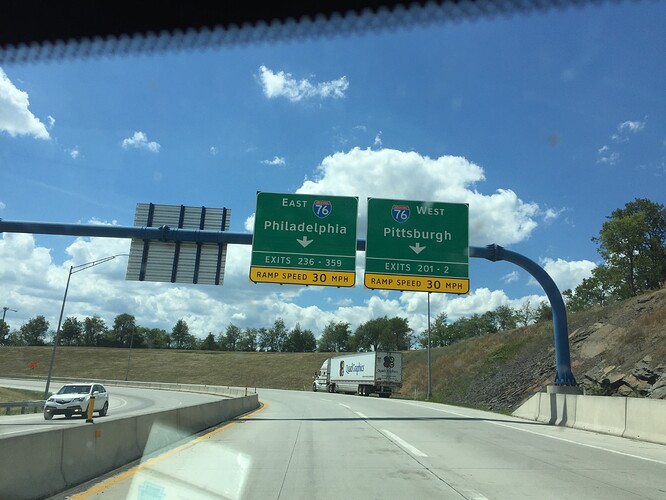 EAST 76
Philadelphia
EXITS 236 - 359
RAMP SPEED 30 MPH
76 WEST
Pittsburgh
EXITS 201 - 2
RAMP SPEED 30 MPH
QuadGraphics